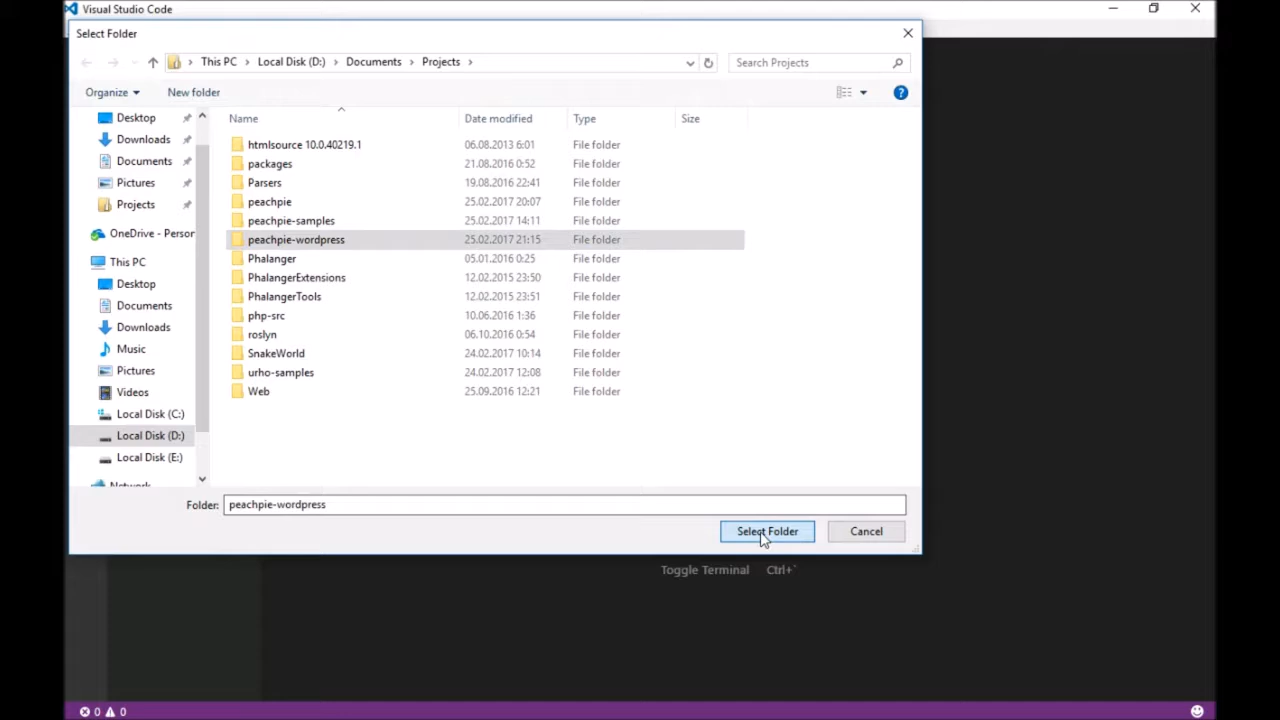 Visual Studio Code
Select Folder
This PC > Local Disk (D:) > Documents > Projects >
Search Projects
Organize
New folder
Name Date modified Type Size
Desktop
Downloads
Documents
Pictures
Projects
OneDrive - Person
This PC
Desktop
Documents
Downloads
Music
Pictures
Videos
Local Disk (C:)
Local Disk (D:)
Local Disk (E:)
Network
htmlsource 10.0.40219.1 06.08.2013 6:01 File folder
packages 21.08.2016 0:52 File folder
Parsers 19.08.2016 22:41 File folder
peachpie 25.02.2017 20:07 File folder
peachpie-samples 25.02.2017 14:11 File folder
peachpie-wordpress 25.02.2017 21:15 File folder
Phalanger 05.01.2016 0:25 File folder
PhalangerExtensions 12.02.2015 23:50 File folder
PhalangerTools 12.02.2015 23:51 File folder
php-src 10.06.2016 1:36 File folder
roslyn 06.10.2016 0:54 File folder
SnakeWorld 24.02.2017 10:14 File folder
urho-samples 24.02.2017 12:08 File folder
Web 25.09.2016 12:21 File folder
Folder: peachpie-wordpress
Select Folder Cancel
Toggle Terminal Ctrl+`
0 0